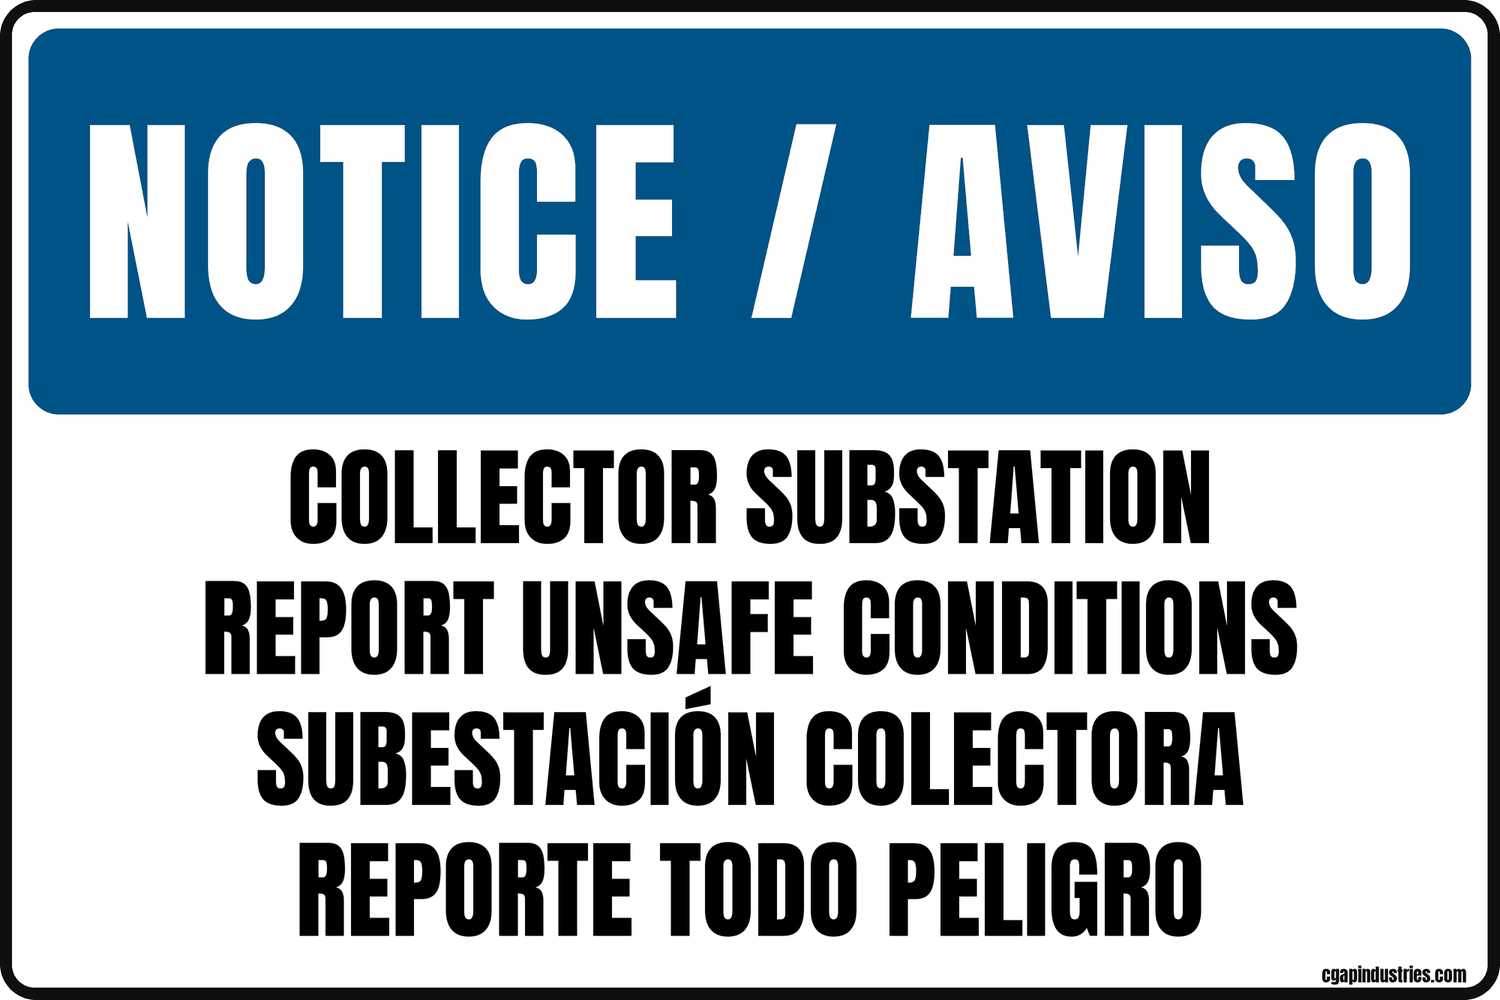 NOTICE / AVISO
COLLECTOR SUBSTATION
REPORT UNSAFE CONDITIONS
SUBESTACIÓN COLECTORA
REPORTE TODO PELIGRO
cgapindustries.com